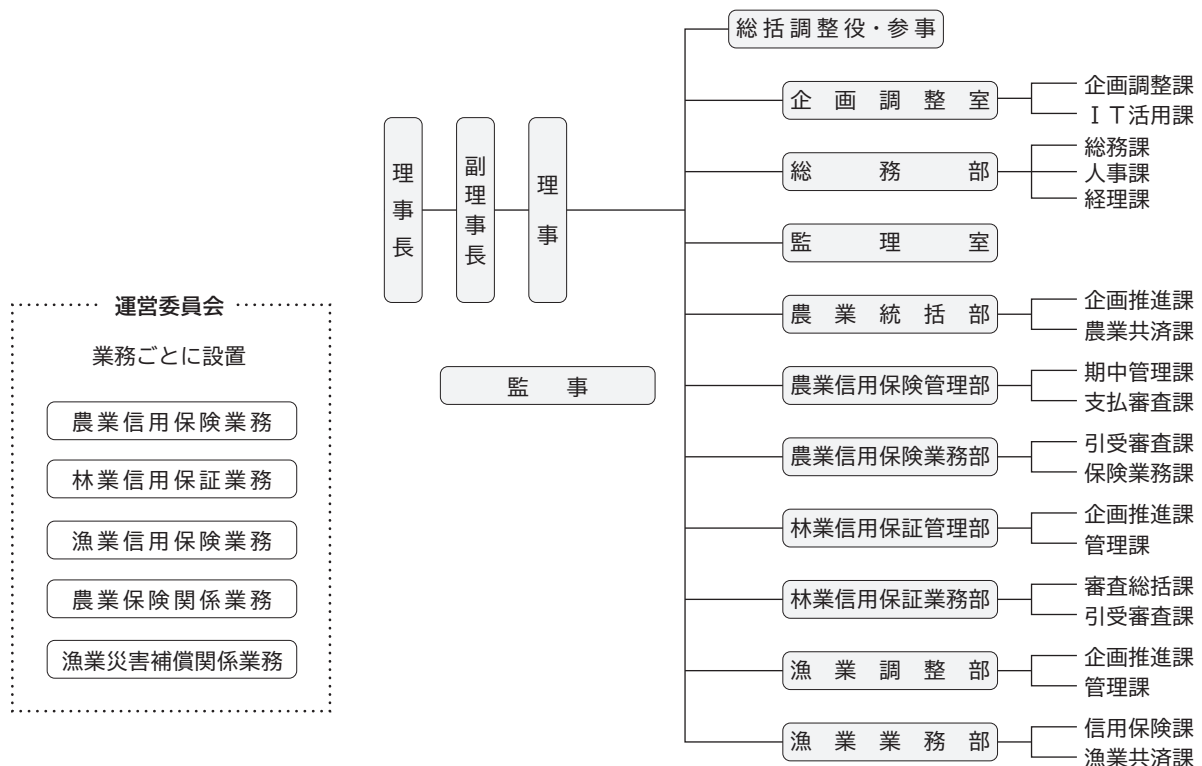 総括調整役・参事
企画調整室
企画調整課
ＩＴ活用課
総務部
総務課
人事課
経理課
監理室
農業統括部
企画推進課
農業共済課
農業信用保険管理部
期中管理課
支払審査課
農業信用保険業務部
引受審査課
保険業務課
林業信用保証管理部
企画推進課
管理課
林業信用保証業務部
審査総括課
引受審査課
漁業調整部
企画推進課
管理課
漁業業務部
信用保険課
漁業共済課
理事長
副理事長
理事
監事
運営委員会
業務ごとに設置
農業信用保険業務
林業信用保証業務
漁業信用保険業務
農業保険関係業務
漁業災害補償関係業務